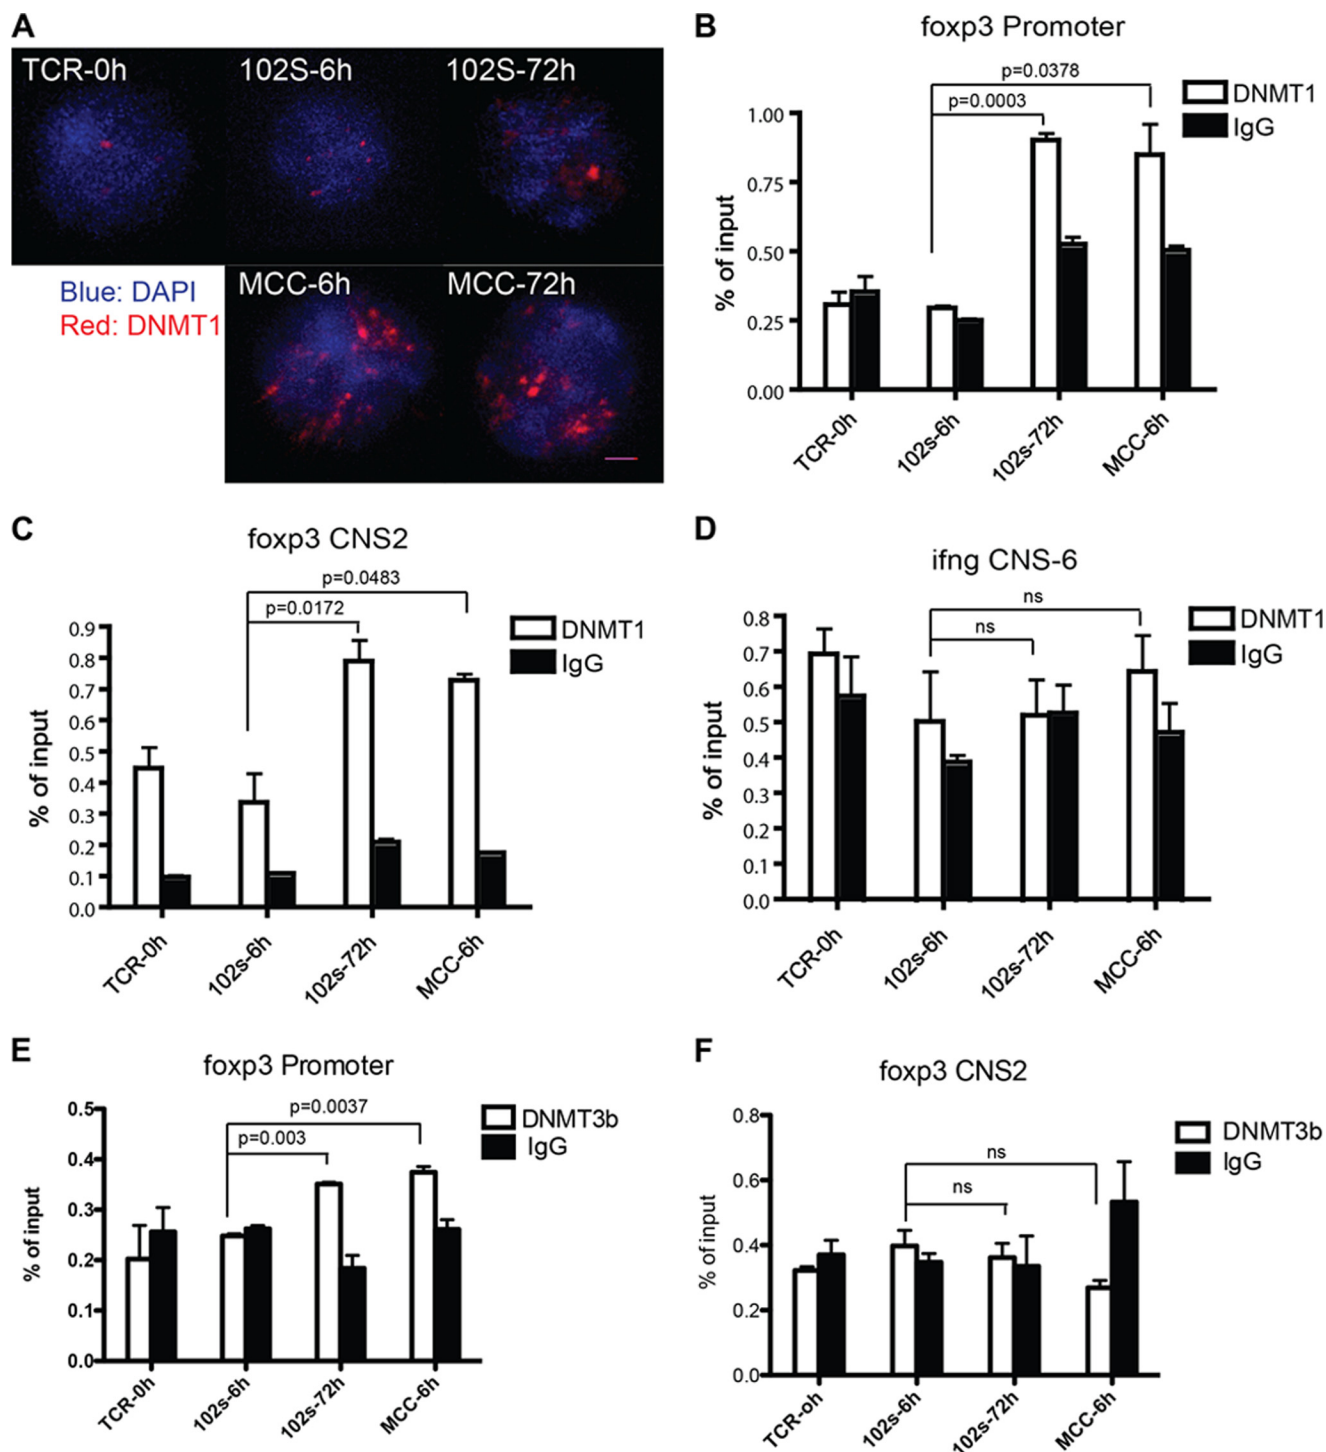 A
TCR-0h
102S-6h
102S-72h
Blue: DAPI
Red: DNMT1
MCC-6h
MCC-72h
B
foxp3 Promoter
p=0.0378
p=0.0003
DNMT1
IgG
% of input
1.00
0.75
0.50
0.25
0.00
TCR-0h
102s-6h
102s-72h
MCC-6h
C
foxp3 CNS2
p=0.0483
p=0.0172
DNMT1
IgG
% of input
0.9
0.8
0.7
0.6
0.5
0.4
0.3
0.2
0.1
0.0
TCR-0h
102s-6h
102s-72h
MCC-6h
D
ifng CNS-6
ns
ns
DNMT1
IgG
% of input
0.8
0.7
0.6
0.5
0.4
0.3
0.2
0.1
0.0
TCR-0h
102s-6h
102s-72h
MCC-6h
E
foxp3 Promoter
p=0.0037
p=0.003
DNMT3b
IgG
% of input
0.5
0.4
0.3
0.2
0.1
0.0
TCR-0h
102s-6h
102s-72h
MCC-6h
F
foxp3 CNS2
ns
ns
DNMT3b
IgG
% of input
0.8
0.6
0.4
0.2
0.0
TCR-oh
102s-6h
102s-72h
MCC-6h